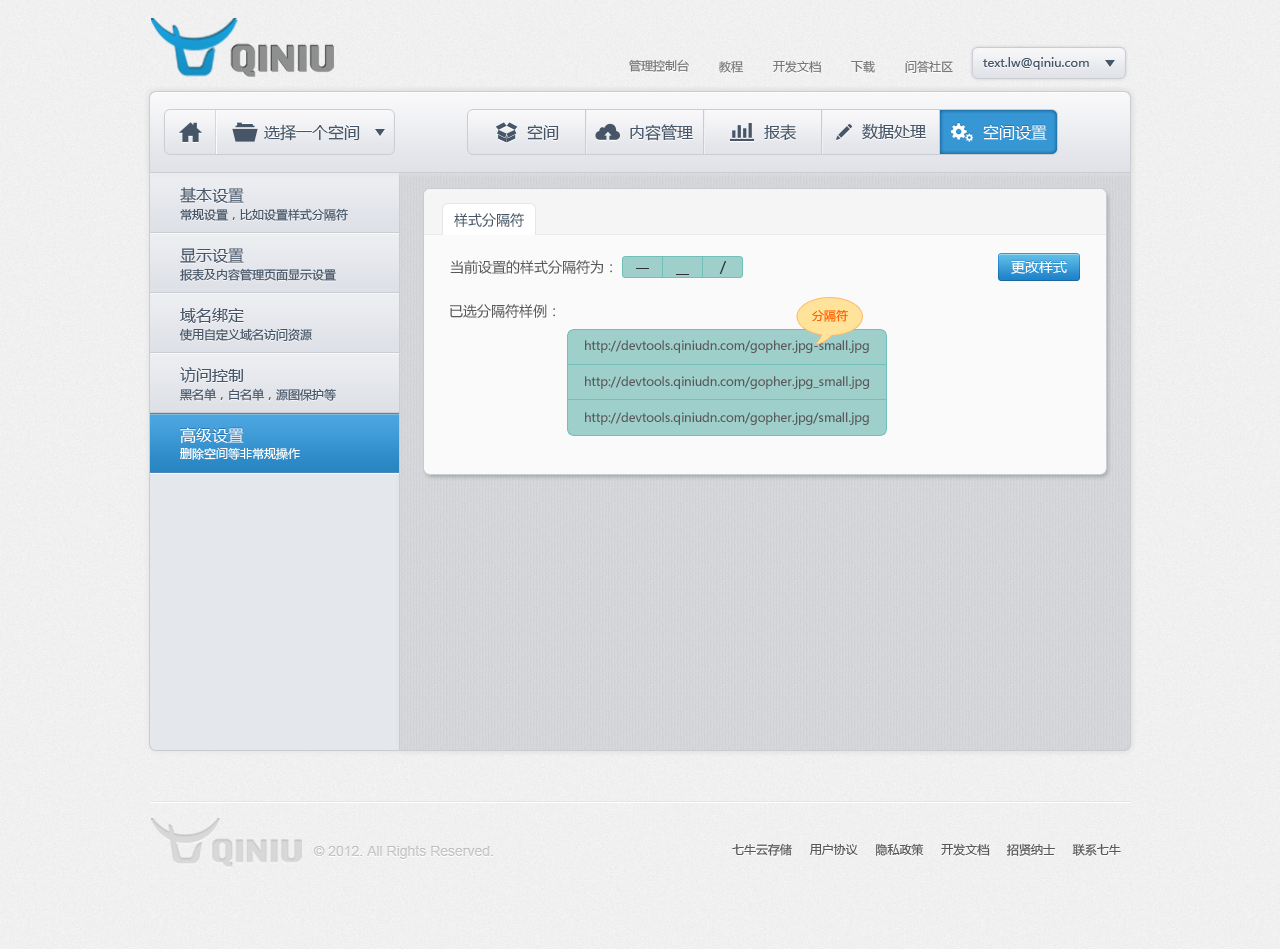 QINIU
管理控制台 教程 开发文档 下载 问答社区 text.lw@qiniu.com
选择一个空间 空间 内容管理 报表 数据处理 空间设置
基本设置
常规设置，比如设置样式分隔符
显示设置
报表及内容管理页面显示设置
域名绑定
使用自定义域名访问资源
访问控制
黑名单，白名单，源图保护等
高级设置
删除空间等非常规操作
样式分隔符
当前设置的样式分隔符为： — _ / 更改样式
已选分隔符样例：
分隔符
http://devtools.qiniudn.com/gopher.jpg-small.jpg
http://devtools.qiniudn.com/gopher.jpg_small.jpg
http://devtools.qiniudn.com/gopher.jpg/small.jpg
QINIU © 2012. All Rights Reserved. 七牛云存储 用户协议 隐私政策 开发文档 招贤纳士 联系七牛